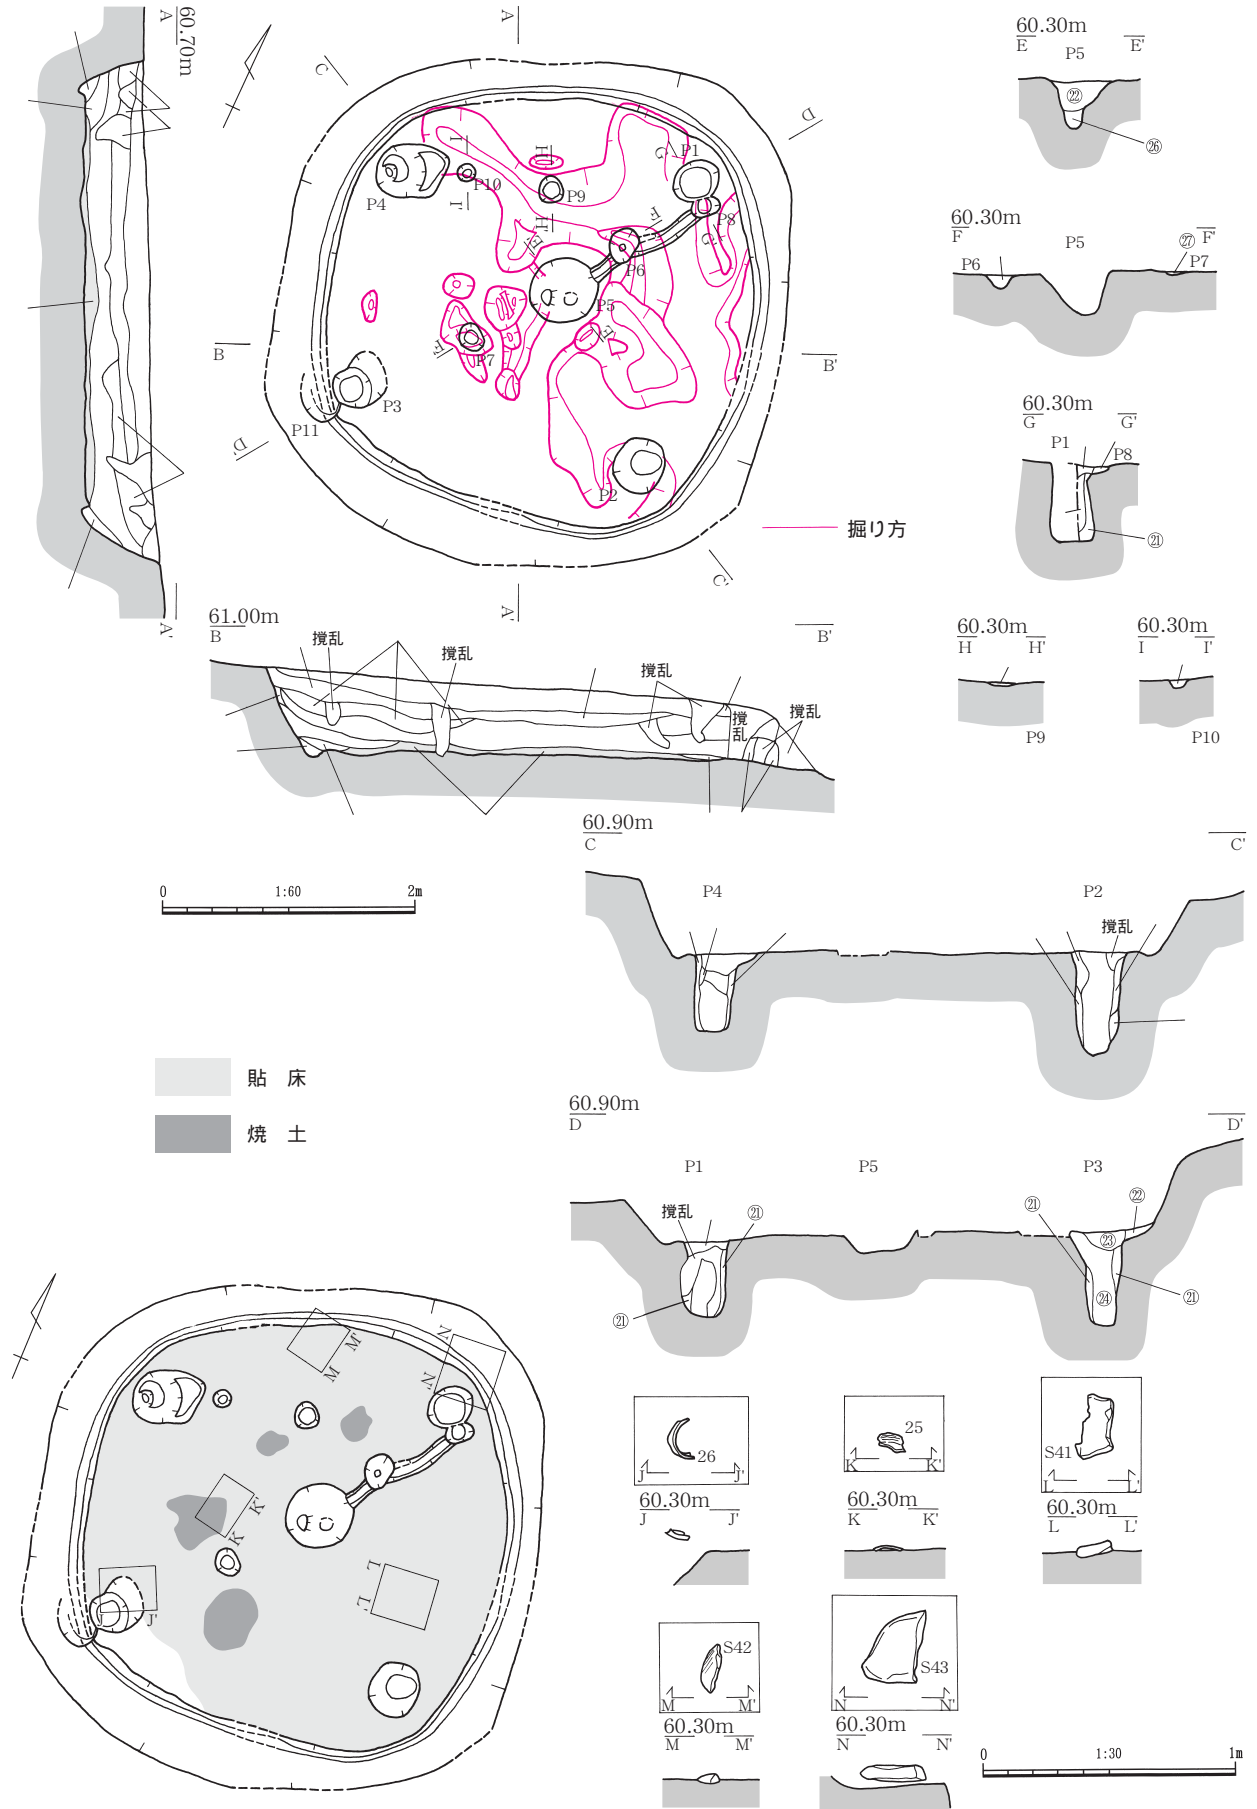 60.70m
A
A'
A
A'
B
B'
C
C'
D
D'
P1
P2
P3
P4
P5
P6
P7
P8
P9
P10
P11
E
E'
F
F'
G
G'
H
H'
I
I'
掘り方
60.30m
E E'
P5
㉒
㉖
60.30m
F F'
P6 P5 P7
㉗
60.30m
G G'
P1 P8
㉑
60.30m
H H'
P9
60.30m
I I'
P10
61.00m
B B'
撹乱
撹乱
撹乱
撹乱
撹乱
0 1:60 2m
60.90m
C C'
P4 P2
撹乱
60.90m
D D'
P1 P5 P3
撹乱
㉑
㉑
㉑
㉒
㉓
㉔
㉑
貼 床
焼 土
M
M'
N
N'
K
K'
L
L'
J'
26
J J'
60.30m
J J'
25
K K'
60.30m
K K'
S41
L L'
60.30m
L L'
S42
M M'
60.30m
M M'
S43
N N'
60.30m
N N'
0 1:30 1m